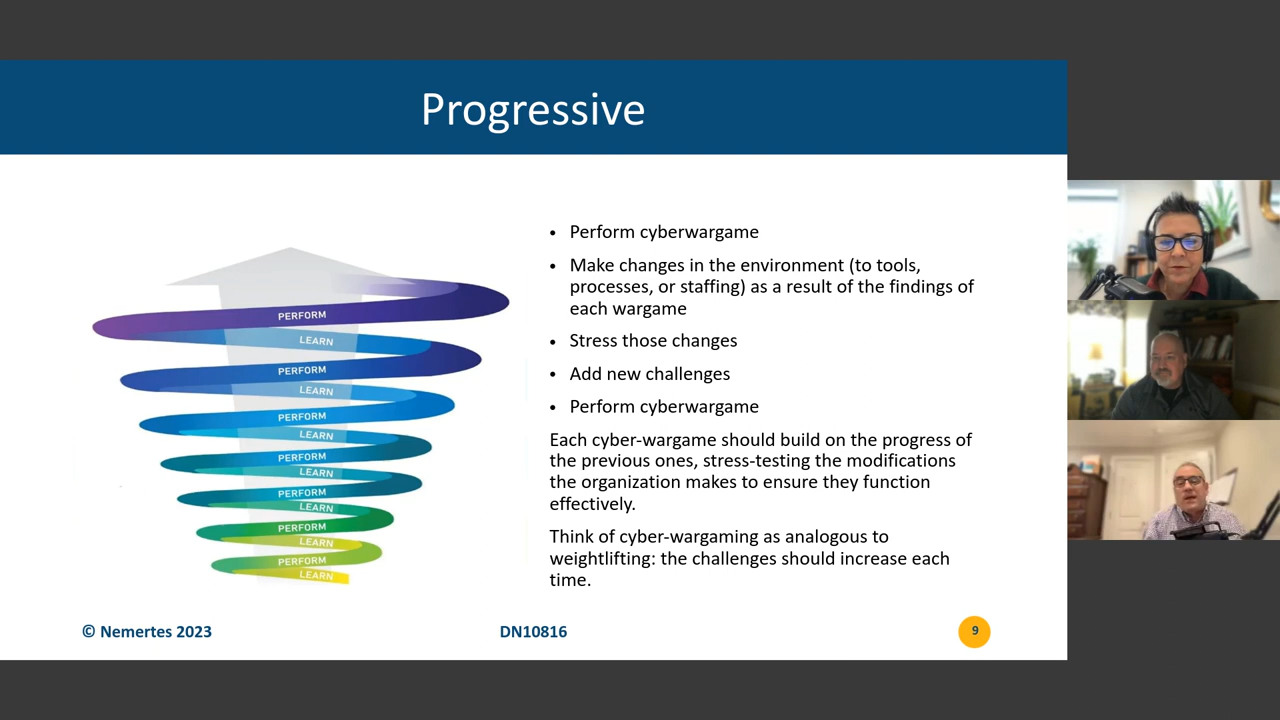 Progressive
PERFORM
LEARN
PERFORM
LEARN
PERFORM
LEARN
PERFORM
LEARN
PERFORM
LEARN
PERFORM
LEARN
PERFORM
LEARN
• Perform cyberwargame
• Make changes in the environment (to tools,
processes, or staffing) as a result of the findings of
each wargame
• Stress those changes
• Add new challenges
• Perform cyberwargame
Each cyber-wargame should build on the progress of
the previous ones, stress-testing the modifications
the organization makes to ensure they function
effectively.
Think of cyber-wargaming as analogous to
weightlifting: the challenges should increase each
time.
© Nemertes 2023
DN10816
9